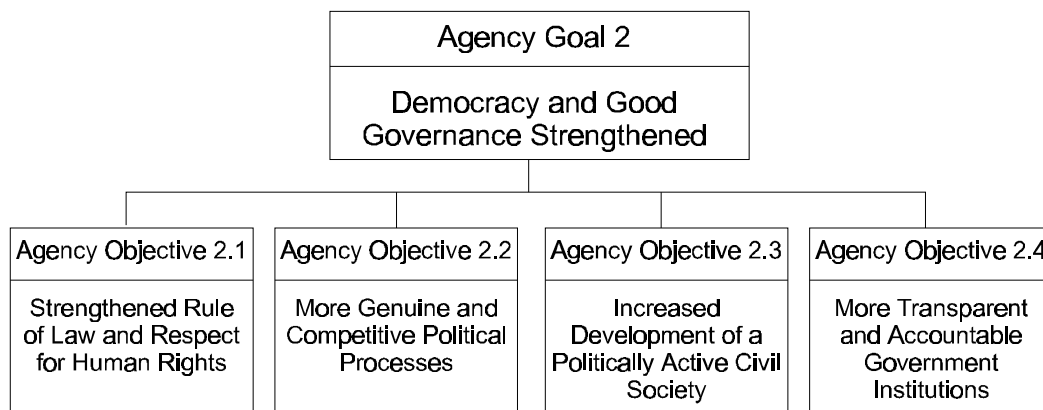 Agency Goal 2
Democracy and Good
Governance Strengthened
Agency Objective 2.1
Strengthened Rule
of Law and Respect
for Human Rights
Agency Objective 2.2
More Genuine and
Competitive Political
Processes
Agency Objective 2.3
Increased
Development of a
Politically Active Civil
Society
Agency Objective 2.4
More Transparent
and Accountable
Government
Institutions